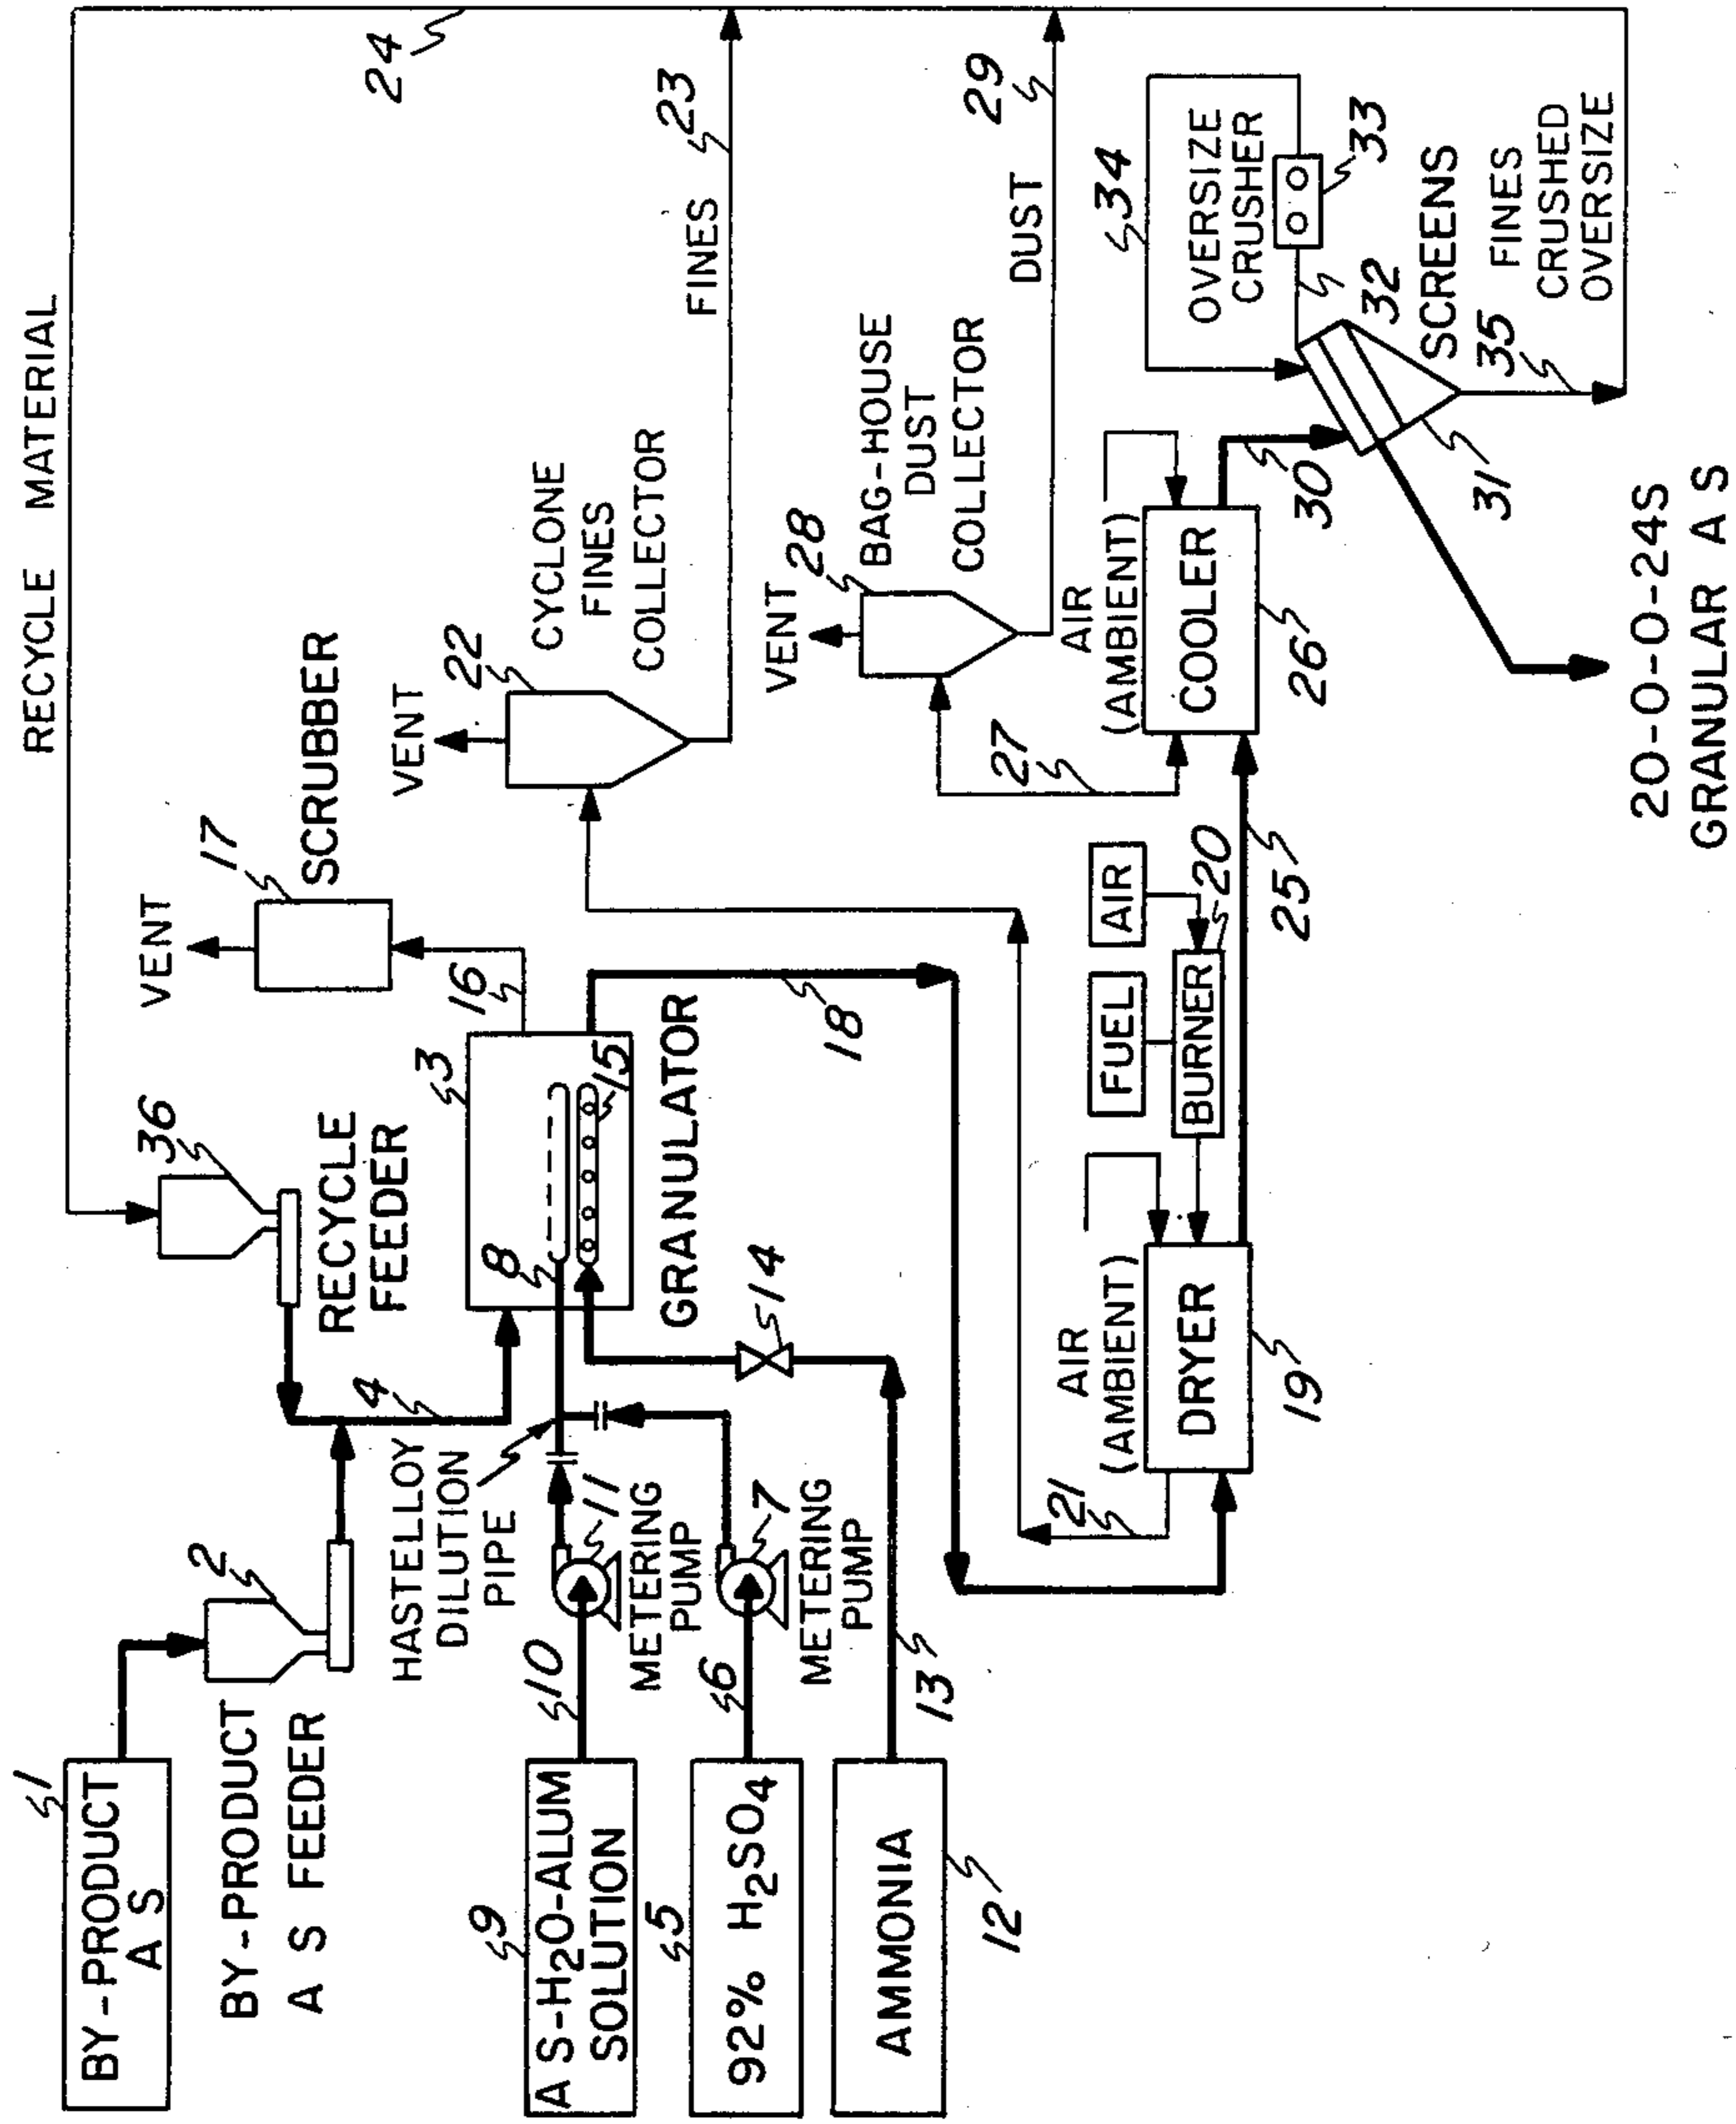 RECYCLE MATERIAL
24
1
BY-PRODUCT
A S
2
BY-PRODUCT
A S FEEDER
36
RECYCLE
FEEDER
4
VENT
17
SCRUBBER
16
3
8
15
GRANULATOR
18
HASTELLOY
DILUTION
PIPE
9
A S-H2O-ALUM
SOLUTION
10
11
METERING
PUMP
5
92% H2SO4
6
7
METERING
PUMP
AMMONIA
12
13
14
VENT
22
CYCLONE
FINES
COLLECTOR
FINES
23
VENT
28
BAG-HOUSE
DUST
COLLECTOR
DUST
29
21
AIR
(AMBIENT)
DRYER
19
FUEL
AIR
BURNER
20
25
27
AIR
(AMBIENT)
COOLER
26
30
34
OVERSIZE
CRUSHER
33
32
SCREENS
31
35
FINES
CRUSHED
OVERSIZE
20-0-0-24S
GRANULAR A S